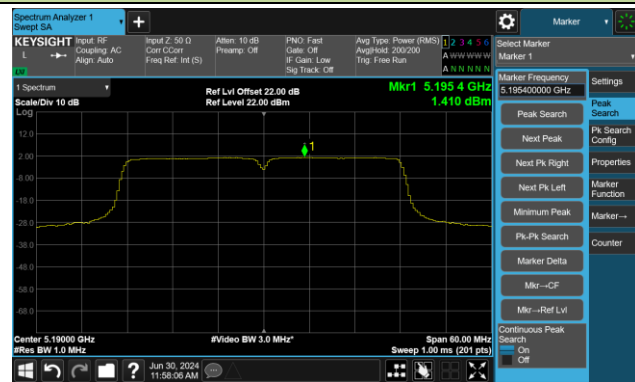 Spectrum Analyzer 1
Swept SA
Marker
KEYSIGHT
L
Input: RF
Coupling: AC
Align: Auto
Input Z: 50 Ω
Corr CCorr
Freq Ref: Int (S)
Atten: 10 dB
Preamp: Off
PNO: Fast
Gate: Off
IF Gain: Low
Sig Track: Off
Avg Type: Power (RMS)
Avg|Hold: 200/200
Trig: Free Run
1 2 3 4 5 6
A W W W W W
A N N N N N
Select Marker
Marker 1
Marker Frequency
5.195400000 GHz
Settings
Peak Search
Next Peak
Next Pk Right
Next Pk Left
Minimum Peak
Pk-Pk Search
Marker Delta
Mkr→CF
Mkr→Ref Lvl
Continuous Peak
Search
On
Off
Peak
Search
Pk Search
Config
Properties
Marker
Function
Marker→
Counter
1 Spectrum
Scale/Div 10 dB
Log
Ref Lvl Offset 22.00 dB
Ref Level 22.00 dBm
Mkr1 5.195 4 GHz
1.410 dBm
1
12.0
2.00
-8.00
-18.0
-28.0
-38.0
-48.0
-58.0
-68.0
Center 5.19000 GHz
#Res BW 1.0 MHz
#Video BW 3.0 MHz*
Span 60.00 MHz
Sweep 1.00 ms (201 pts)
?
Jun 30, 2024
11:58:06 AM